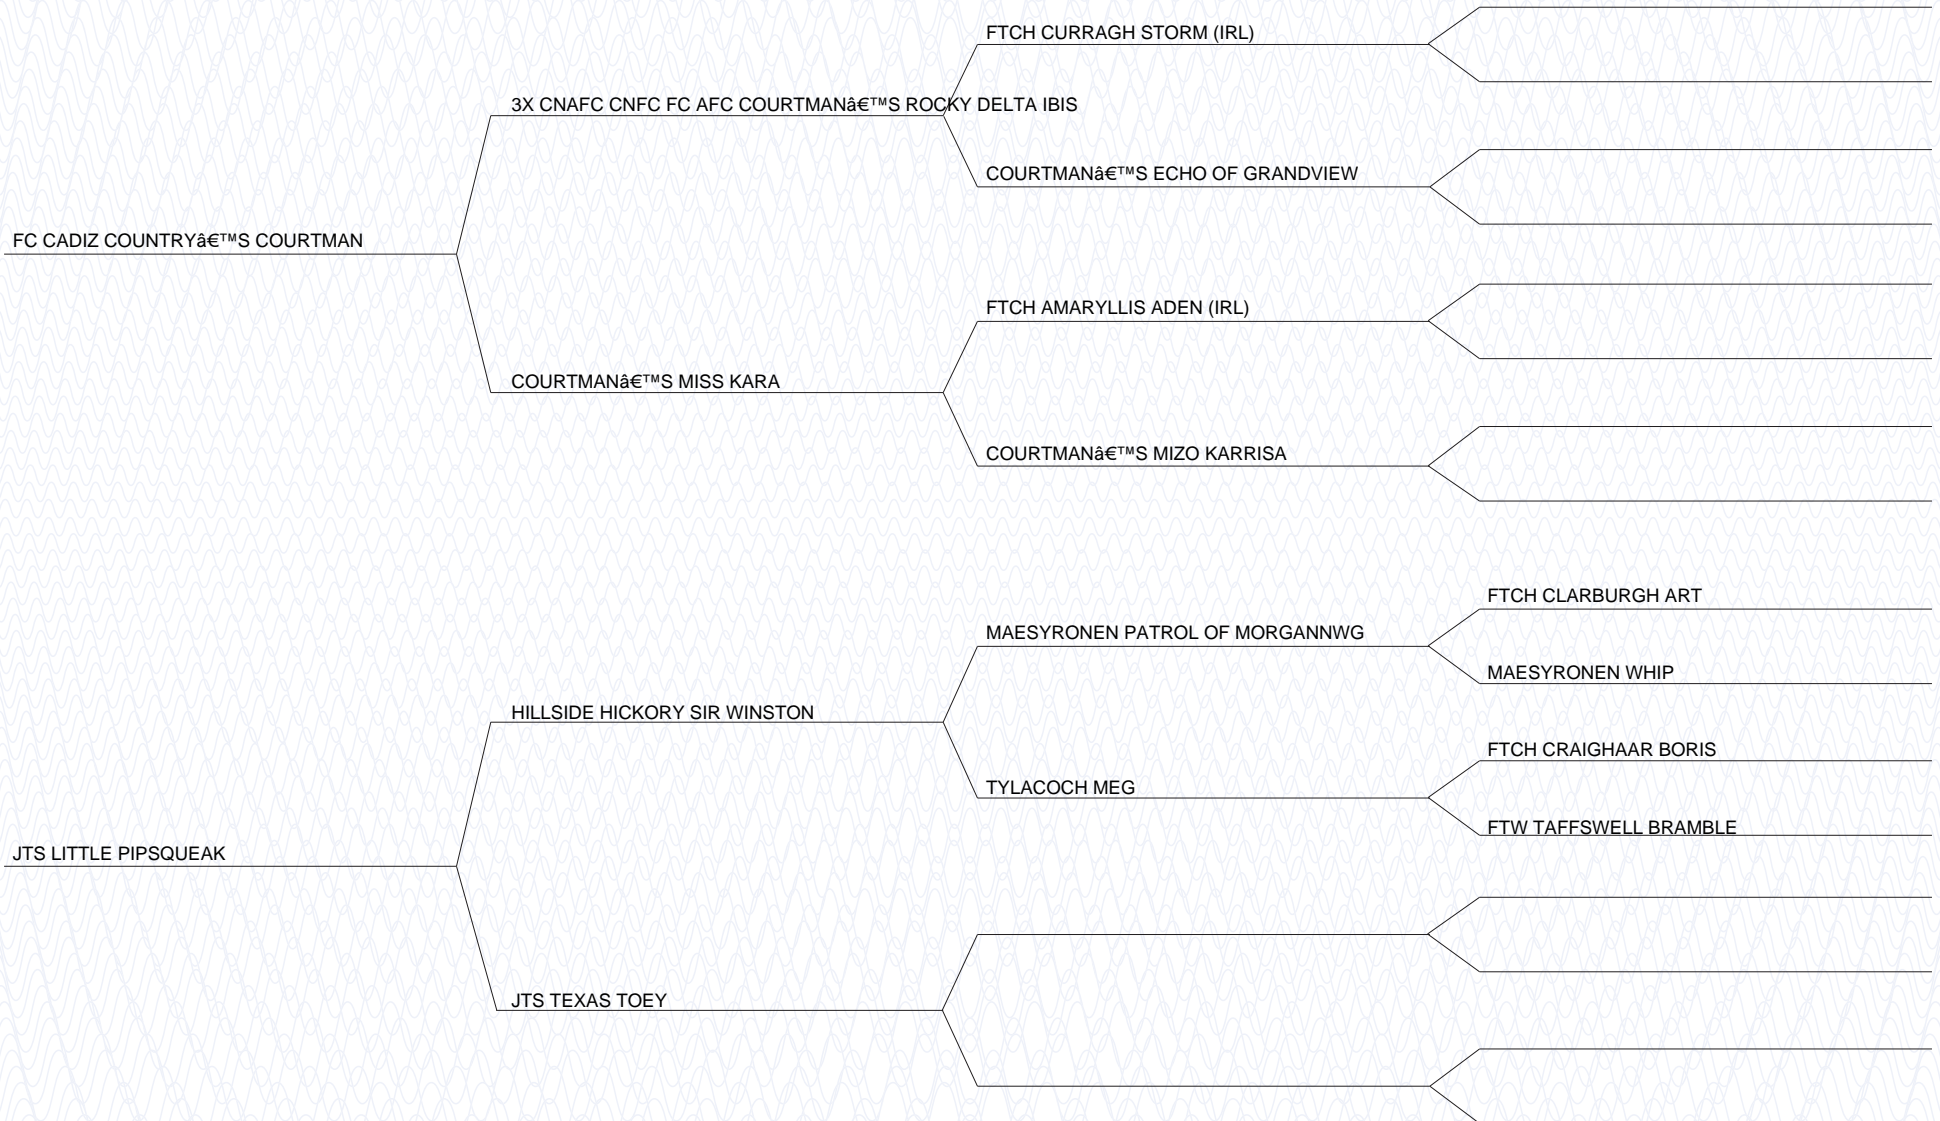 FTCH CURRAGH STORM (IRL)
3X CNAFC CNFC FC AFC COURTMANâ€™S ROCKY DELTA IBIS
COURTMANâ€™S ECHO OF GRANDVIEW
FC CADIZ COUNTRYâ€™S COURTMAN
FTCH AMARYLLIS ADEN (IRL)
COURTMANâ€™S MISS KARA
COURTMANâ€™S MIZO KARRISA
FTCH CLARBURGH ART
MAESYRONEN PATROL OF MORGANNWG
MAESYRONEN WHIP
HILLSIDE HICKORY SIR WINSTON
FTCH CRAIGHAAR BORIS
TYLACOCH MEG
FTW TAFFSWELL BRAMBLE
JTS LITTLE PIPSQUEAK
JTS TEXAS TOEY